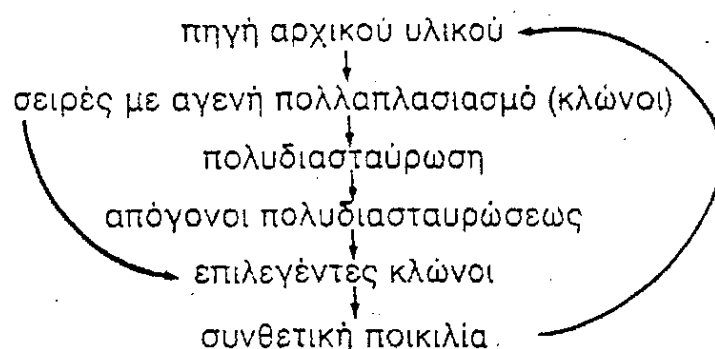 πηγή αρχικού υλικού
σειρές με αγενή πολλαπλασιασμό (κλώνοι)
πολυδιασταύρωση
απόγονοι πολυδιασταυρώσεως
επιλεγέντες κλώνοι
συνθετική ποικιλία